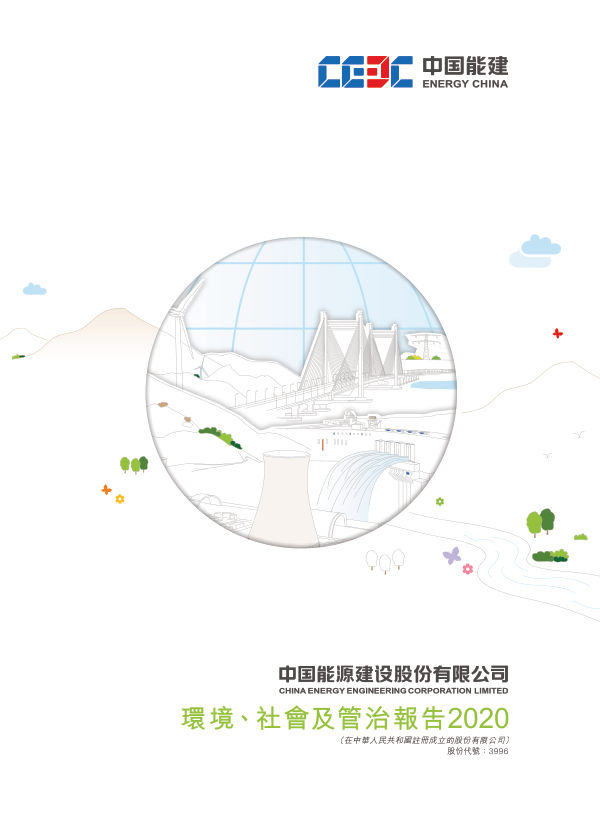 CEEC 中国能建
ENERGY CHINA
中国能源建设股份有限公司
CHINA ENERGY ENGINEERING CORPORATION LIMITED
環境、社會及管治報告2020
（在中華人民共和國註冊成立的股份有限公司）
股份代號：3996